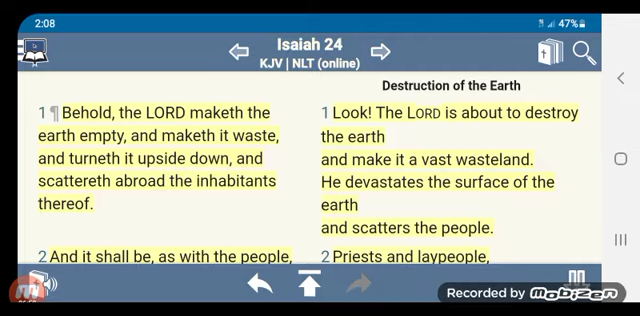 2:08
47%
Isaiah 24
KJV | NLT (online)
Destruction of the Earth
1 ¶ Behold, the LORD maketh the
earth empty, and maketh it waste,
and turneth it upside down, and
scattereth abroad the inhabitants
thereof.
2 And it shall be, as with the people,
1 Look! The LORD is about to destroy
the earth
and make it a vast wasteland.
He devastates the surface of the
earth
and scatters the people.
2 Priests and laypeople,
Recorded by MOBIZEN